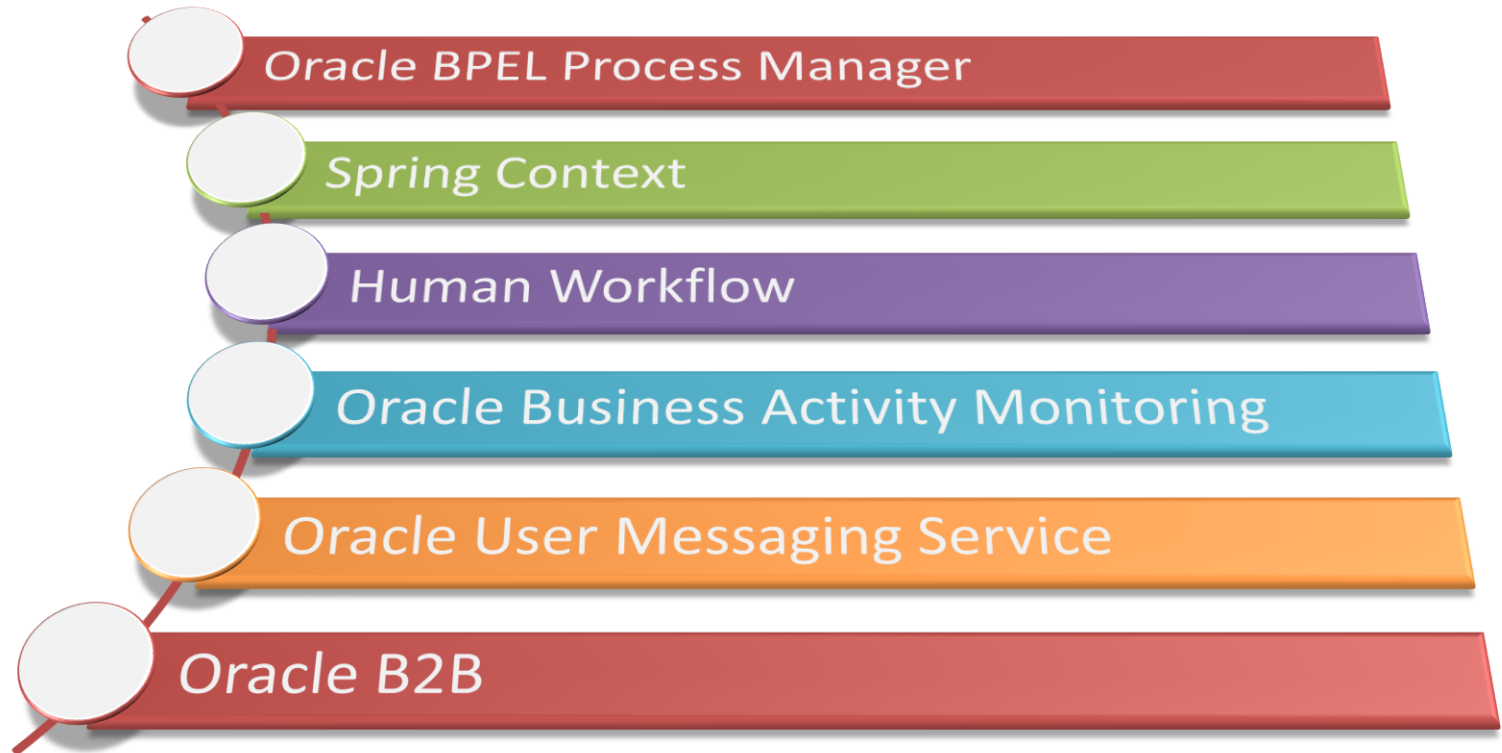 Oracle BPEL Process Manager
Spring Context
Human Workflow
Oracle Business Activity Monitoring
Oracle User Messaging Service
Oracle B2B